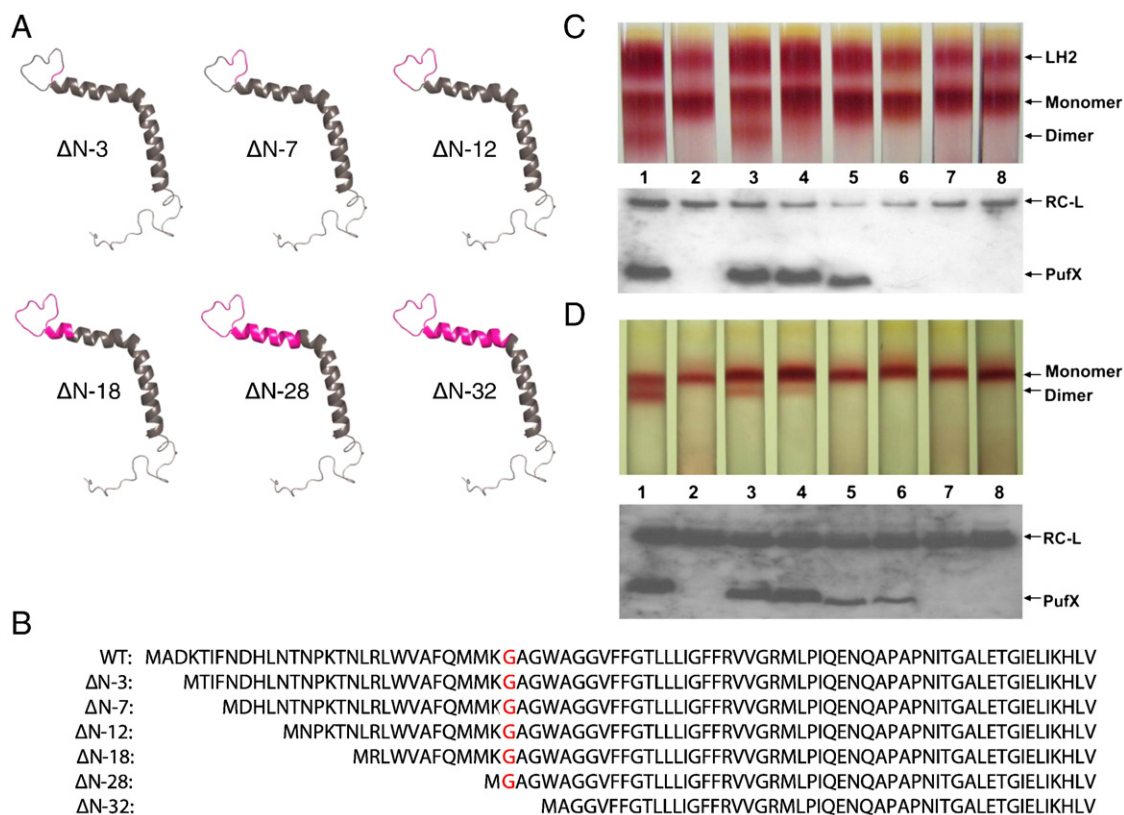 A
ΔN-3
ΔN-7
ΔN-12
ΔN-18
ΔN-28
ΔN-32
C
LH2
Monomer
Dimer
1 2 3 4 5 6 7 8
RC-L
PufX
D
Monomer
Dimer
1 2 3 4 5 6 7 8
RC-L
PufX
B
WT: MADKTIFNDHLNTNPKTNLRLWVAFQMMKGAGWAGGVFFGTLLLIGFFRVVGRMLPIQENQAPAPNITGALETGIELIKHLV
ΔN-3: MTIFNDHLNTNPKTNLRLWVAFQMMKGAGWAGGVFFGTLLLIGFFRVVGRMLPIQENQAPAPNITGALETGIELIKHLV
ΔN-7: MDHLNTNPKTNLRLWVAFQMMKGAGWAGGVFFGTLLLIGFFRVVGRMLPIQENQAPAPNITGALETGIELIKHLV
ΔN-12: MNPKTNLRLWVAFQMMKGAGWAGGVFFGTLLLIGFFRVVGRMLPIQENQAPAPNITGALETGIELIKHLV
ΔN-18: MRLWVAFQMMKGAGWAGGVFFGTLLLIGFFRVVGRMLPIQENQAPAPNITGALETGIELIKHLV
ΔN-28: MGAGWAGGVFFGTLLLIGFFRVVGRMLPIQENQAPAPNITGALETGIELIKHLV
ΔN-32: MAGGVFFGTLLLIGFFRVVGRMLPIQENQAPAPNITGALETGIELIKHLV